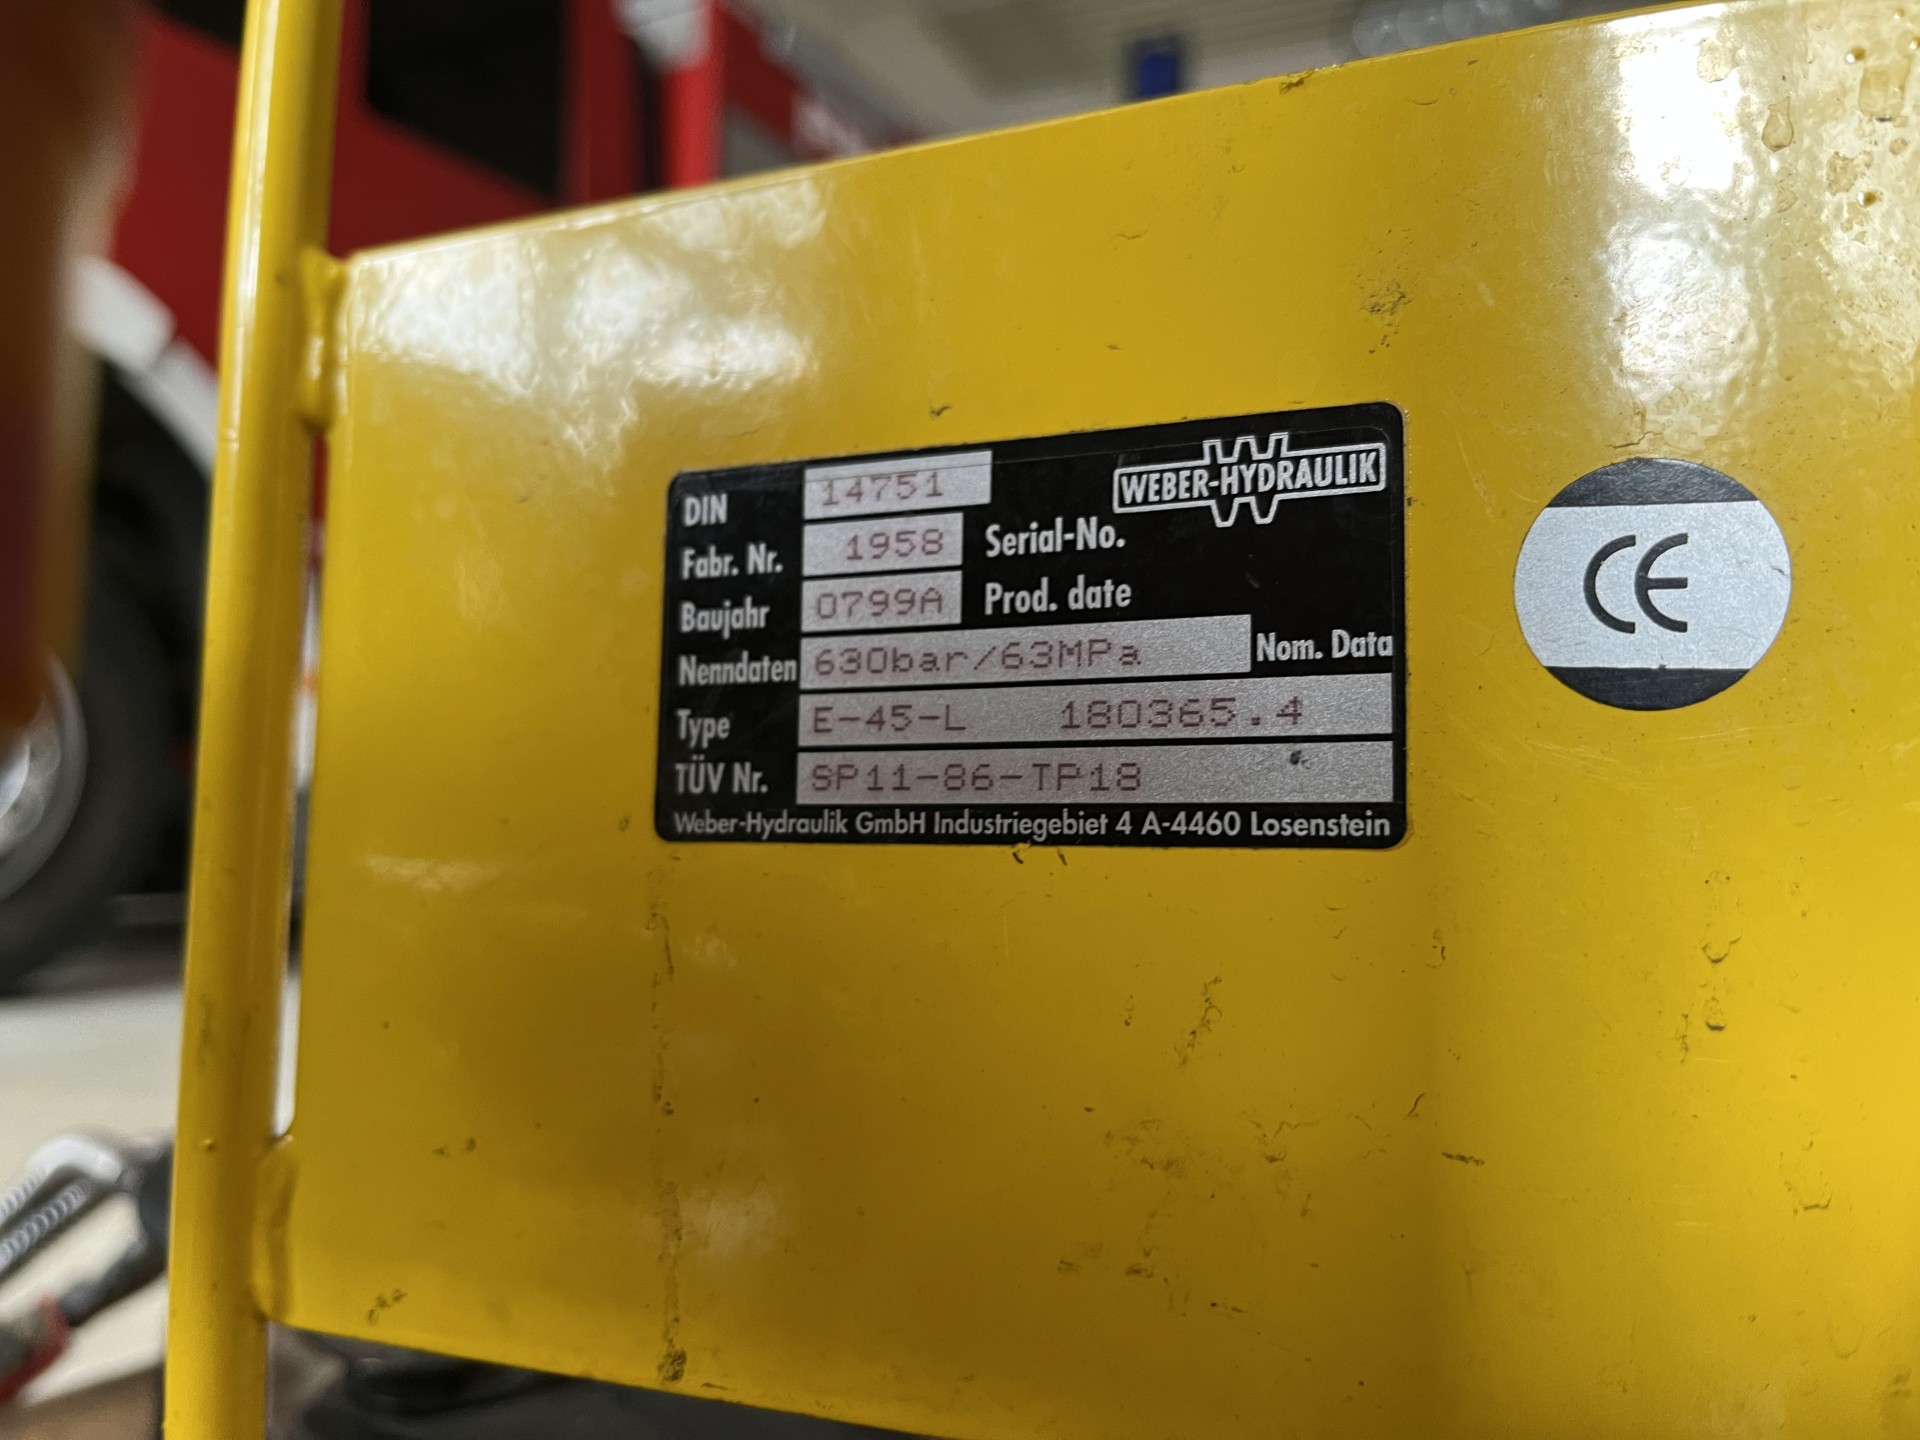 WEBER-HYDRAULIK
DIN 14751
Fabr. Nr. 1958 Serial-No.
Baujahr 0799A Prod. date
Nenndaten 630bar/63MPa Nom. Data
Type E-45-L 180365.4
TÜV Nr. SP11-86-TP18
Weber-Hydraulik GmbH Industriegebiet 4 A-4460 Losenstein
CE